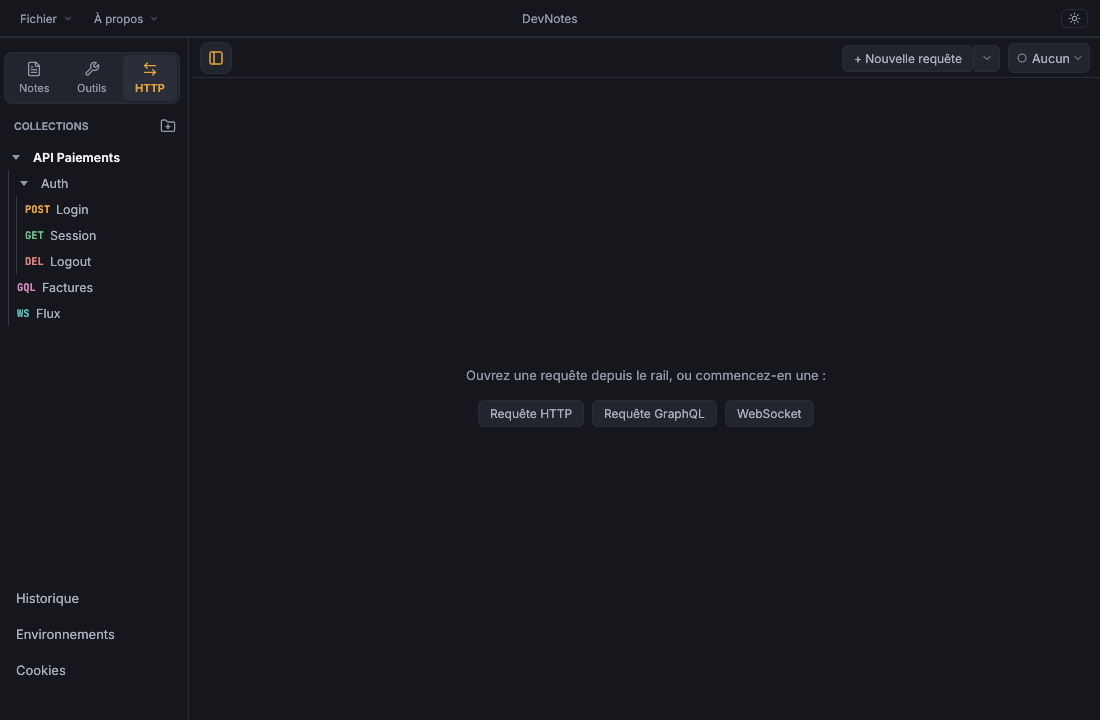 Fichier À propos DevNotes
Notes Outils HTTP
+ Nouvelle requête Aucun
COLLECTIONS
API Paiements
Auth
POST Login
GET Session
DEL Logout
GQL Factures
WS Flux
Ouvrez une requête depuis le rail, ou commencez-en une :
Requête HTTP Requête GraphQL WebSocket
Historique
Environnements
Cookies